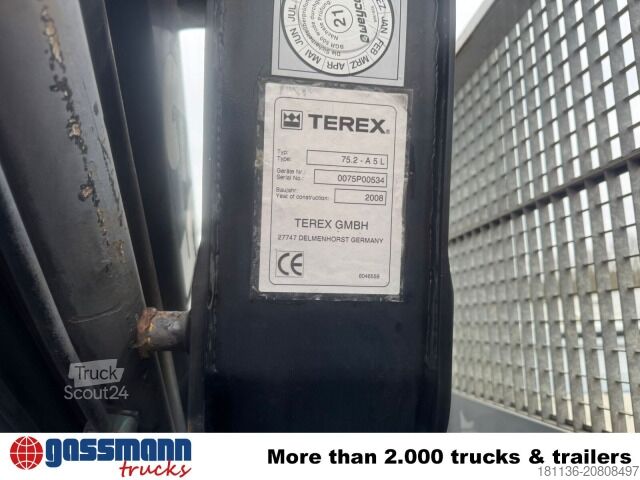 21
DEZ JAN FEB MRZ APR MAI JUN JUL
TEREX®
Typ:
Type:
75.2 - A 5 L
Geräte Nr.:
Serial No.:
0075P00534
Baujahr:
Year of construction:
2008
TEREX GMBH
27747 DELMENHORST GERMANY
CE
6046559
Truck
Scout24
gassmann
trucks
More than 2.000 trucks & trailers
181136-20808497